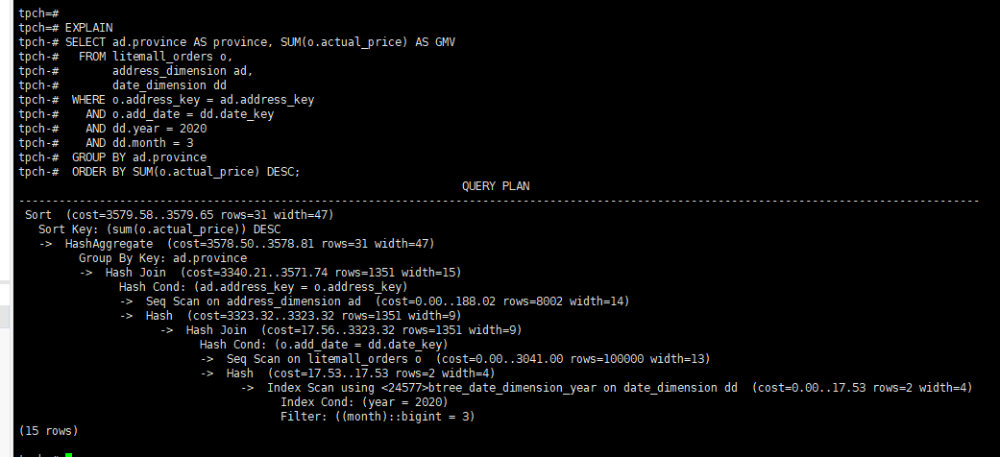 tpch=#
tpch=# EXPLAIN
tpch-# SELECT ad.province AS province, SUM(o.actual_price) AS GMV
tpch-#   FROM litemall_orders o,
tpch-#        address_dimension ad,
tpch-#        date_dimension dd
tpch-#  WHERE o.address_key = ad.address_key
tpch-#    AND o.add_date = dd.date_key
tpch-#    AND dd.year = 2020
tpch-#    AND dd.month = 3
tpch-#  GROUP BY ad.province
tpch-#  ORDER BY SUM(o.actual_price) DESC;
QUERY PLAN
-----------------------------------------------------------------------------------------------------------------------------------------------
Sort  (cost=3579.58..3579.65 rows=31 width=47)
Sort Key: (sum(o.actual_price)) DESC
->  HashAggregate  (cost=3578.50..3578.81 rows=31 width=47)
Group By Key: ad.province
->  Hash Join  (cost=3340.21..3571.74 rows=1351 width=15)
Hash Cond: (ad.address_key = o.address_key)
->  Seq Scan on address_dimension ad  (cost=0.00..188.02 rows=8002 width=14)
->  Hash  (cost=3323.32..3323.32 rows=1351 width=9)
->  Hash Join  (cost=17.56..3323.32 rows=1351 width=9)
Hash Cond: (o.add_date = dd.date_key)
->  Seq Scan on litemall_orders o  (cost=0.00..3041.00 rows=100000 width=13)
->  Hash  (cost=17.53..17.53 rows=2 width=4)
->  Index Scan using <24577>btree_date_dimension_year on date_dimension dd  (cost=0.00..17.53 rows=2 width=4)
Index Cond: (year = 2020)
Filter: ((month)::bigint = 3)
(15 rows)